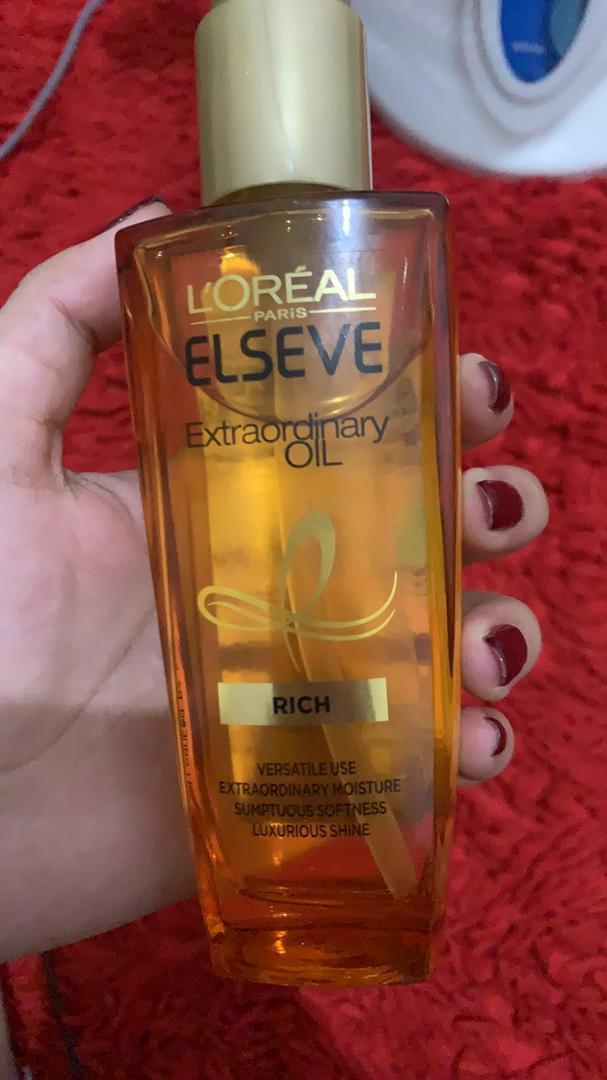 L'ORÉAL
PARIS
ELSEVE
Extraordinary
OIL
RICH
VERSATILE USE
EXTRAORDINARY MOISTURE
SUMPTUOUS SOFTNESS
LUXURIOUS SHINE